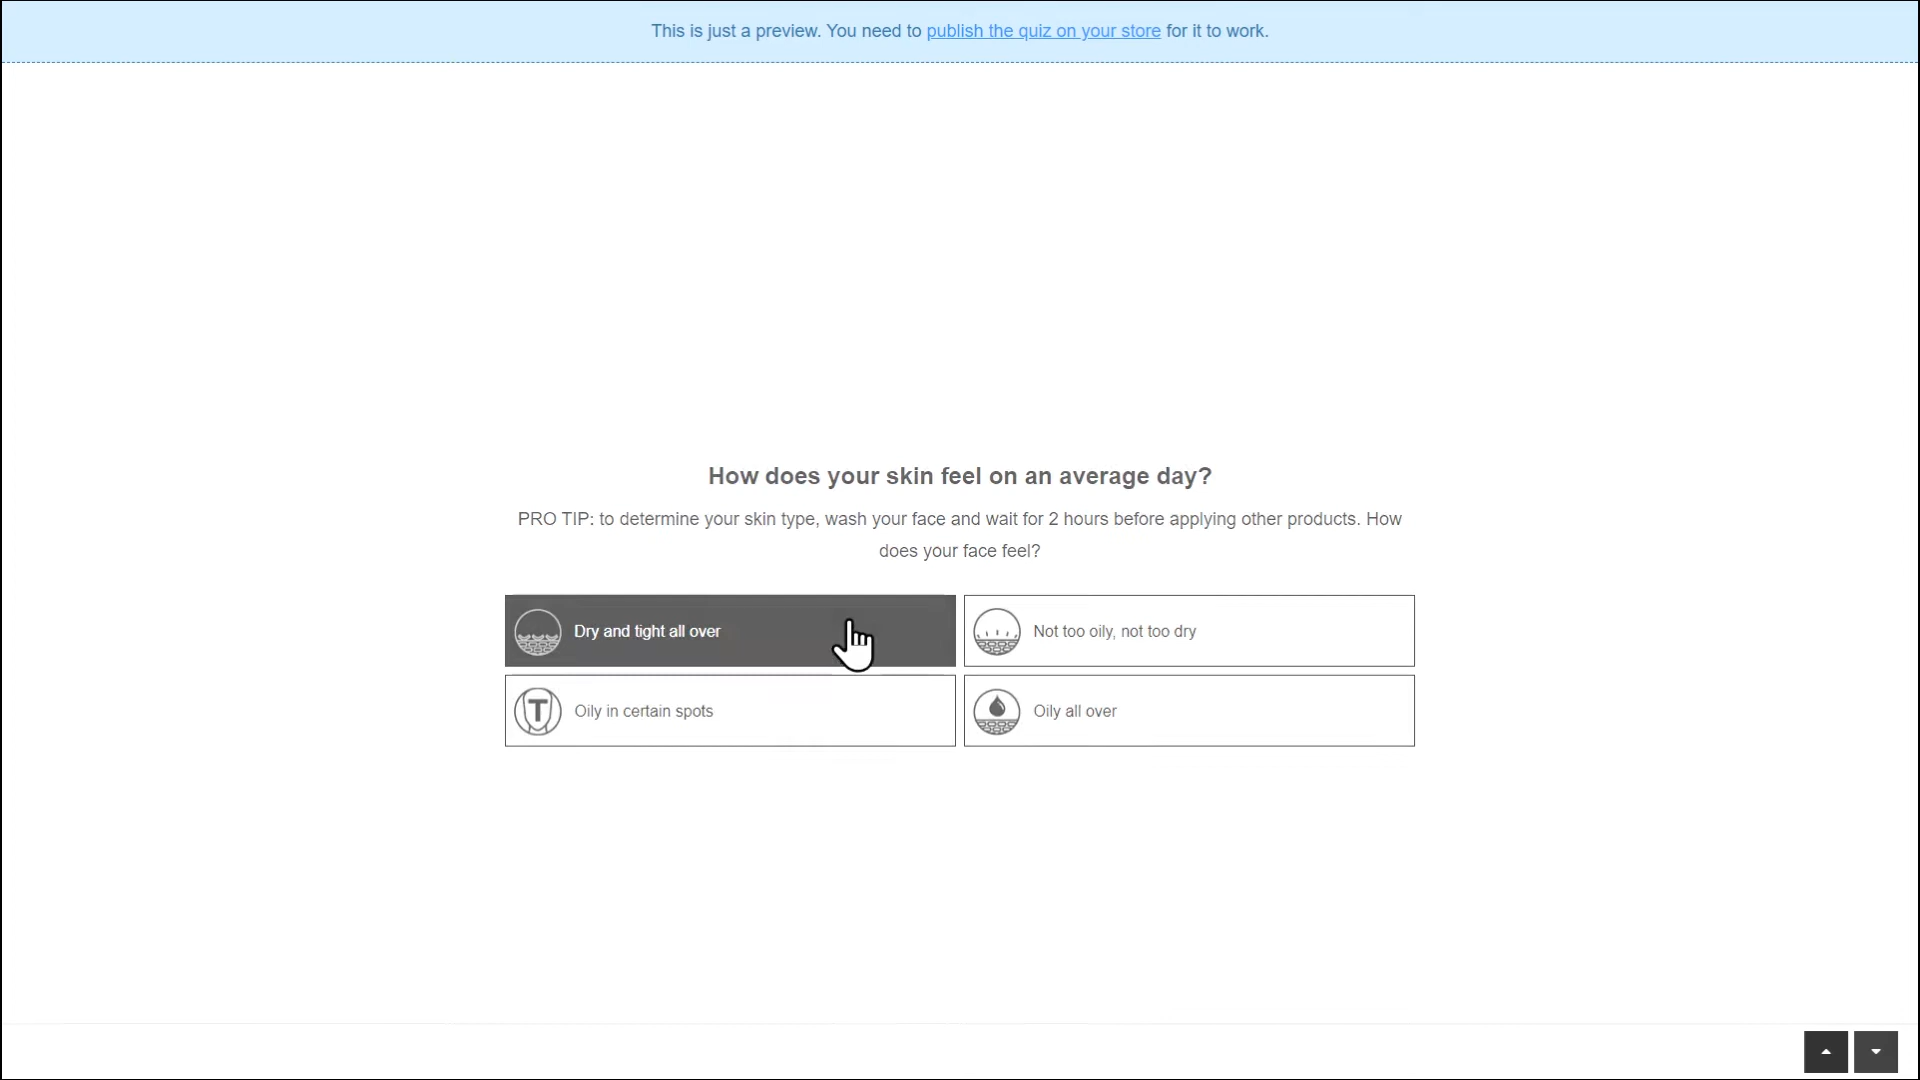 This is just a preview. You need to publish the quiz on your store for it to work.
How does your skin feel on an average day?
PRO TIP: to determine your skin type, wash your face and wait for 2 hours before applying other products. How
does your face feel?
Dry and tight all over
Not too oily, not too dry
T
Oily in certain spots
Oily all over